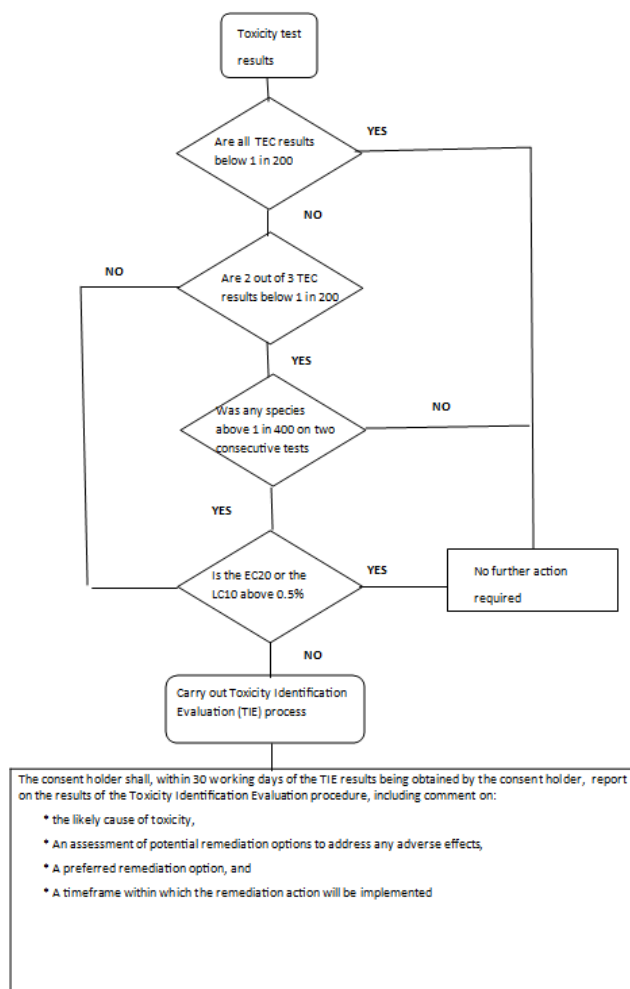 Toxicity test
results
YES
Are all TEC results
below 1 in 200
NO
NO
Are 2 out of 3 TEC
results below 1 in 200
YES
Was any species
above 1 in 400 on two
consecutive tests
NO
YES
Is the EC20 or the
LC10 above 0.5%
YES
No further action
required
NO
Carry out Toxicity Identification
Evaluation (TIE) process
The consent holder shall, within 30 working days of the TIE results being obtained by the consent holder, report
on the results of the Toxicity Identification Evaluation procedure, including comment on:
* the likely cause of toxicity,
* An assessment of potential remediation options to address any adverse effects,
* A preferred remediation option, and
* A timeframe within which the remediation action will be implemented